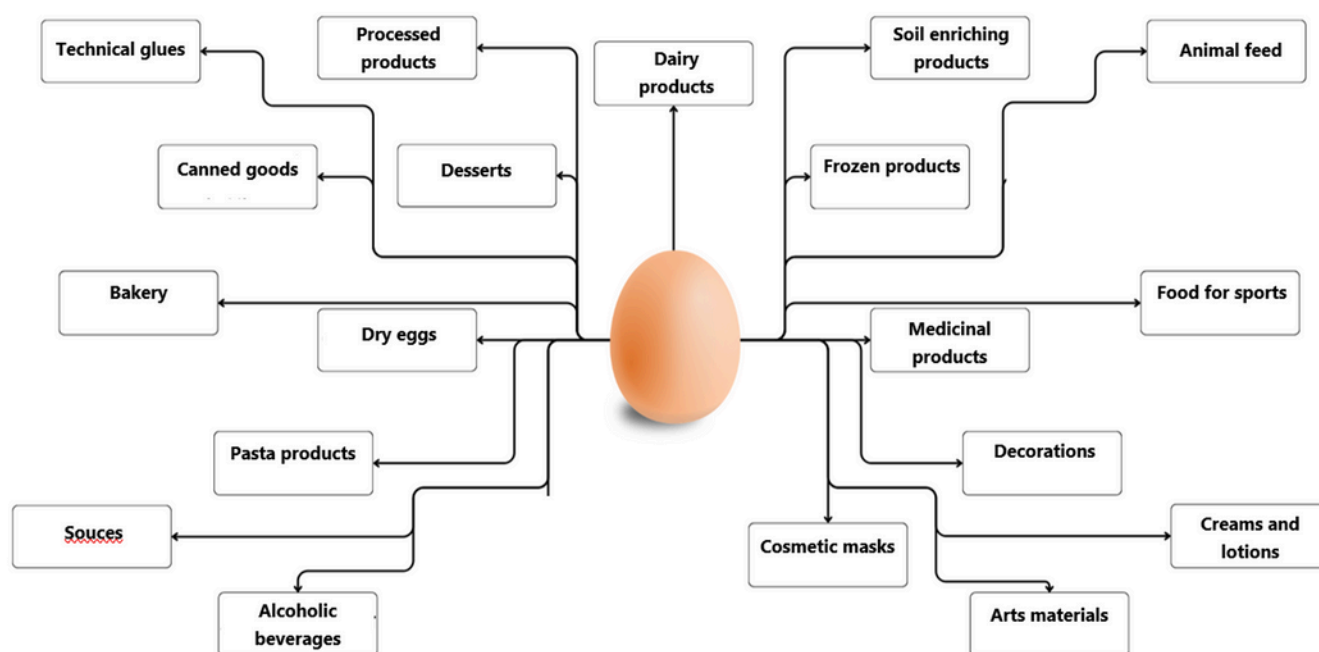 Technical glues
Processed
products
Dairy
products
Soil enriching
products
Animal feed
Canned goods
Desserts
Frozen products
Bakery
Dry eggs
Food for sports
Medicinal
products
Pasta products
Decorations
Souces
Cosmetic masks
Creams and
lotions
Alcoholic
beverages
Arts materials